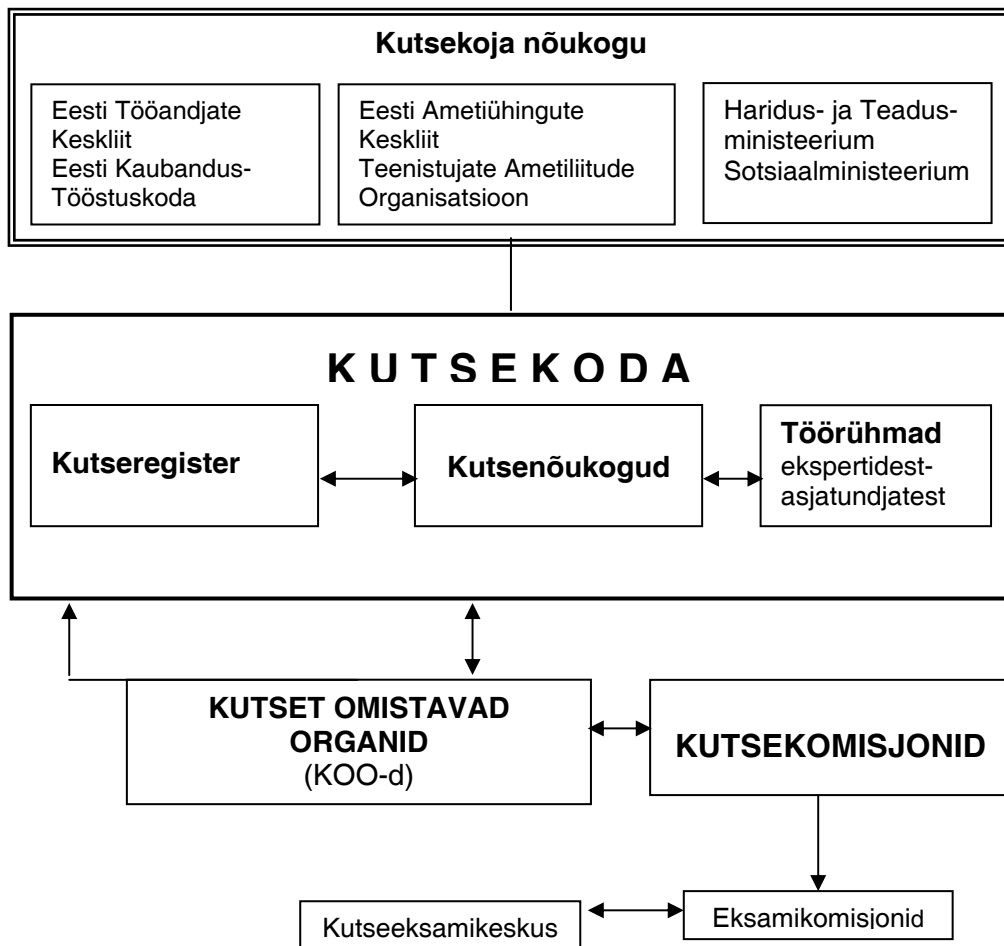 Kutsekoja nõukogu
Eesti Tööandjate
Keskliit
Eesti Kaubandus-
Tööstuskoda
Eesti Ametiühingute
Keskliit
Teenistujate Ametiliitude
Organisatsioon
Haridus- ja Teadus-
ministeerium
Sotsiaalministeerium
K U T S E K O D A
Kutseregister
Kutsenõukogud
Töörühmad
ekspertidest-
asjatundjatest
KUTSET OMISTAVAD
ORGANID
(KOO-d)
KUTSEKOMISJONID
Kutseeksamikeskus
Eksamikomisjonid